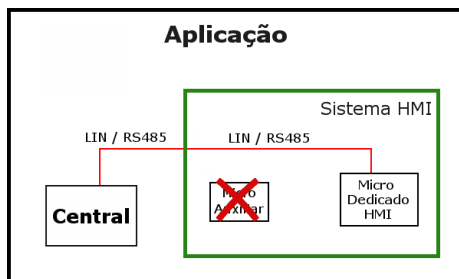 Aplicação
Sistema HMI
LIN / RS485
LIN / RS485
Central
Micro
Auxiliar
Micro
Dedicado
HMI